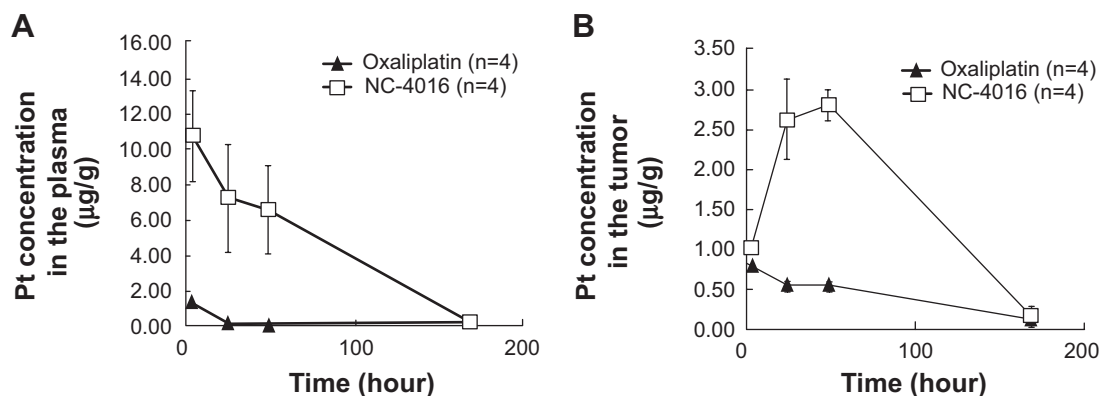 A
Pt concentration
in the plasma
(µg/g)
16.00
14.00
12.00
10.00
8.00
6.00
4.00
2.00
0.00
Oxaliplatin (n=4)
NC-4016 (n=4)
0
100
200
Time (hour)
B
Pt concentration
in the tumor
(µg/g)
3.50
3.00
2.50
2.00
1.50
1.00
0.50
0.00
Oxaliplatin (n=4)
NC-4016 (n=4)
0
100
200
Time (hour)